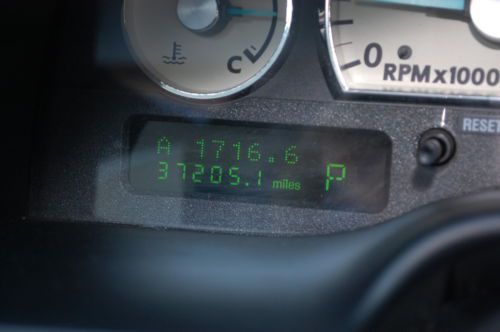 C
0
RPMx1000
RESET
A 1716.6
37205.1 miles P